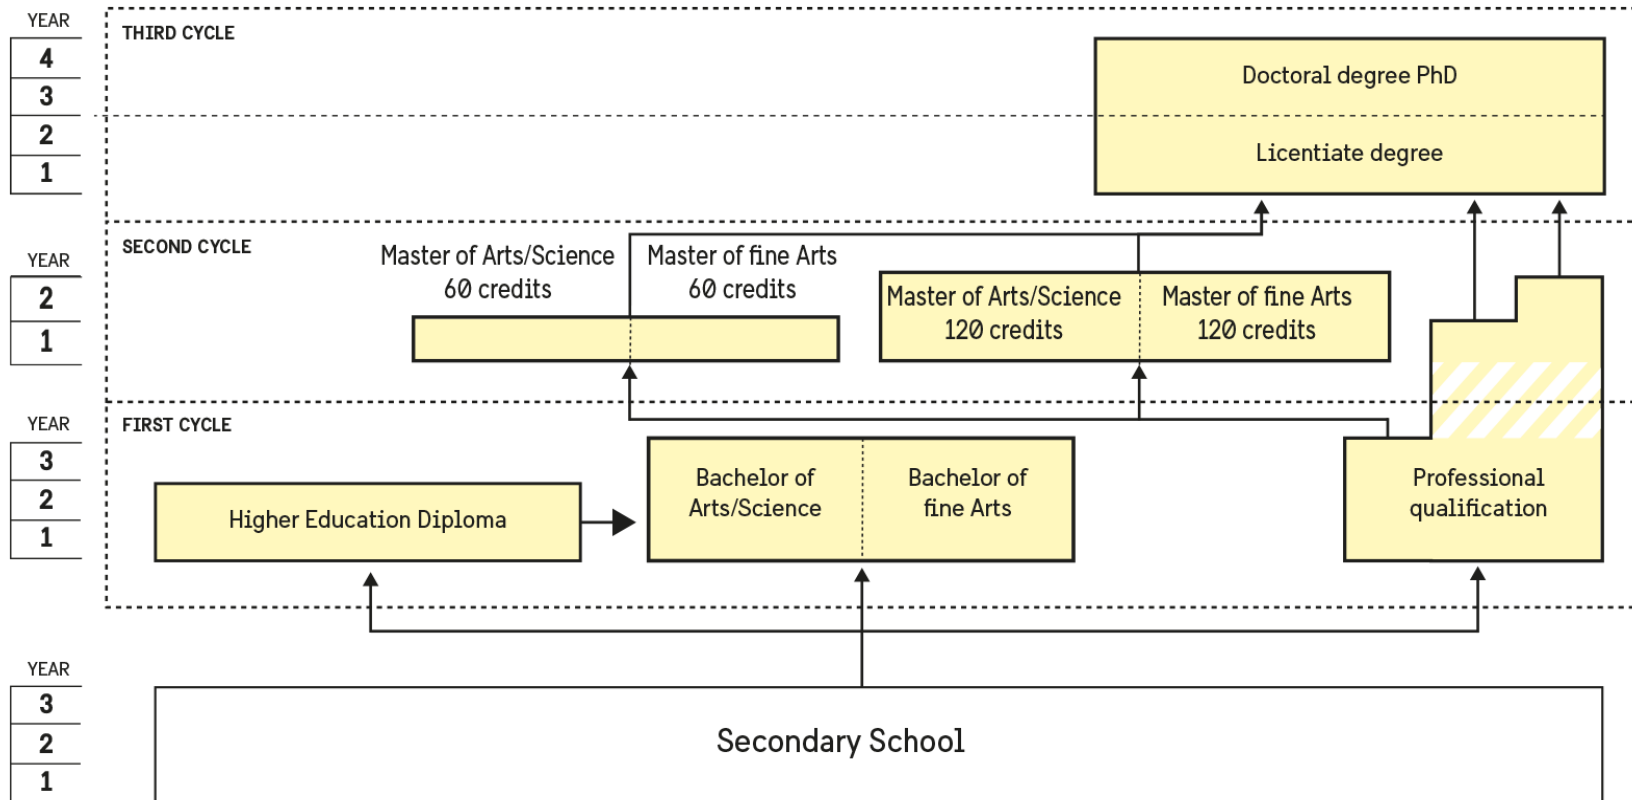 YEAR
4
3
2
1
THIRD CYCLE
Doctoral degree PhD
Licentiate degree
YEAR
2
1
SECOND CYCLE
Master of Arts/Science
60 credits
Master of fine Arts
60 credits
Master of Arts/Science
120 credits
Master of fine Arts
120 credits
YEAR
3
2
1
FIRST CYCLE
Higher Education Diploma
Bachelor of
Arts/Science
Bachelor of
fine Arts
Professional
qualification
YEAR
3
2
1
Secondary School